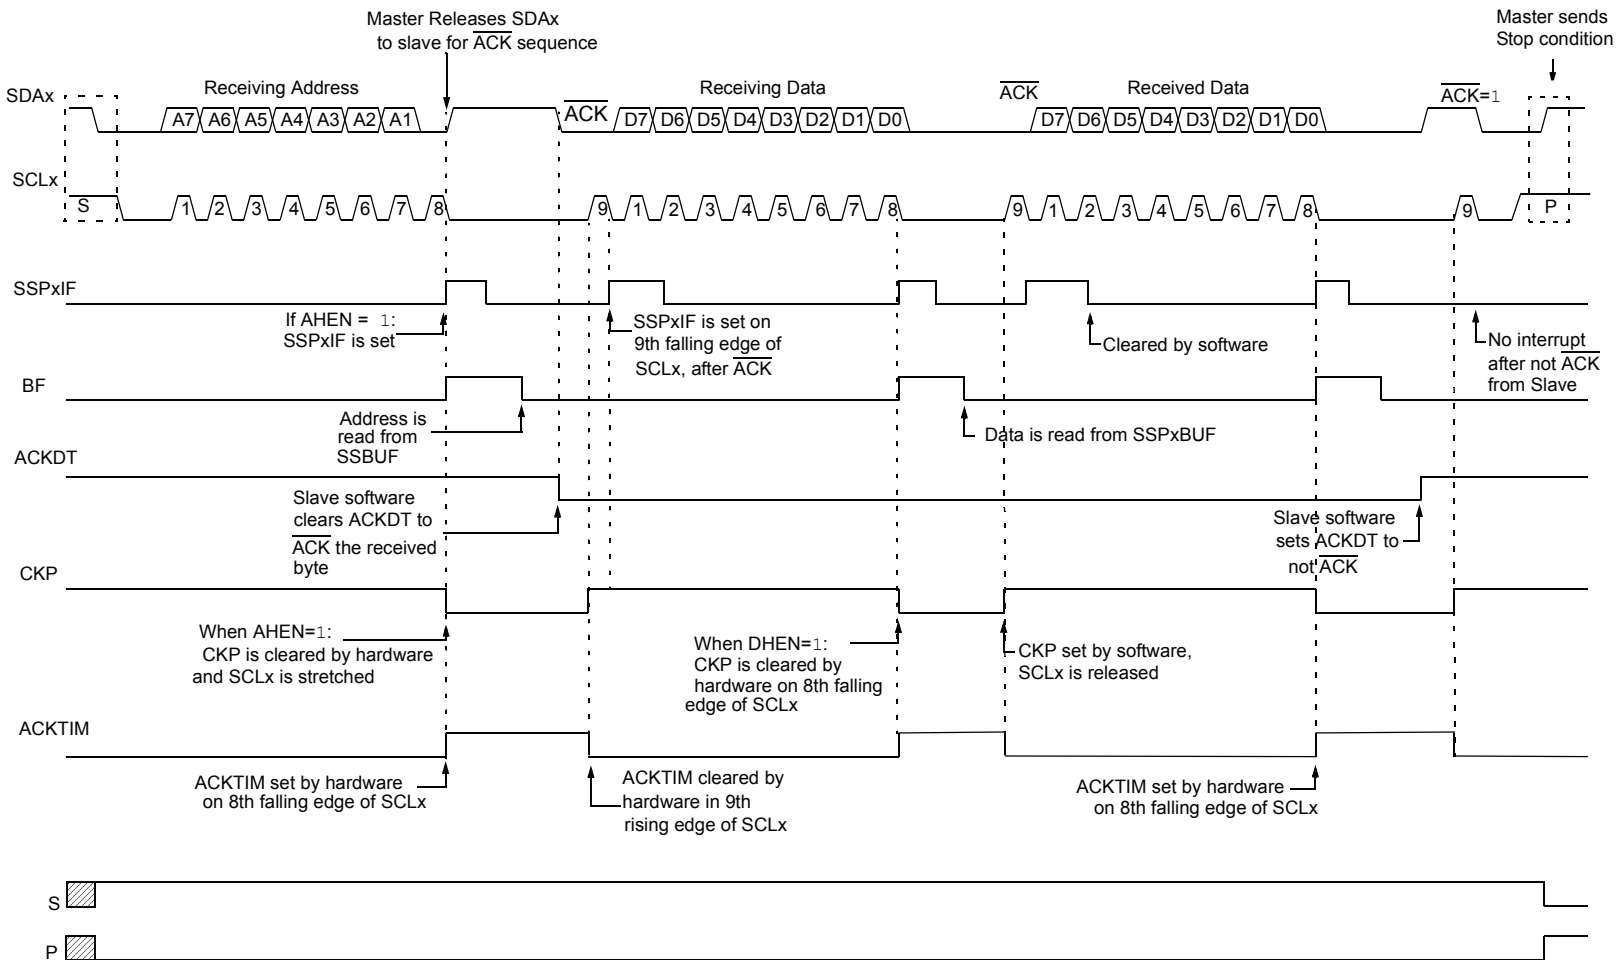 Master Releases SDAx
to slave for ACK sequence
Master sends
Stop condition
SDAx
Receiving Address
ACK
Receiving Data
ACK
Received Data
ACK=1
A7 A6 A5 A4 A3 A2 A1
D7 D6 D5 D4 D3 D2 D1 D0
D7 D6 D5 D4 D3 D2 D1 D0
SCLx
S
1 2 3 4 5 6 7 8
9 1 2 3 4 5 6 7 8
9 1 2 3 4 5 6 7 8
9
P
SSPxIF
If AHEN = 1:
SSPxIF is set
SSPxIF is set on
9th falling edge of
SCLx, after ACK
Cleared by software
No interrupt
after not ACK
from Slave
BF
Address is
read from
SSBUF
Data is read from SSPxBUF
ACKDT
Slave software
clears ACKDT to
ACK the received
byte
Slave software
sets ACKDT to
not ACK
CKP
When AHEN=1:
CKP is cleared by hardware
and SCLx is stretched
When DHEN=1:
CKP is cleared by
hardware on 8th falling
edge of SCLx
CKP set by software,
SCLx is released
ACKTIM
ACKTIM set by hardware
on 8th falling edge of SCLx
ACKTIM cleared by
hardware in 9th
rising edge of SCLx
ACKTIM set by hardware
on 8th falling edge of SCLx
S
P